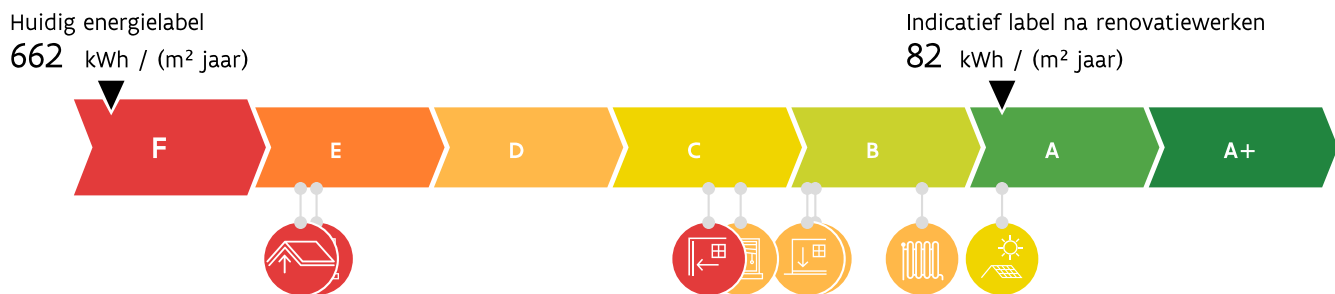 Huidig energielabel
662 kWh / (m² jaar)
Indicatief label na renovatiewerken
82 kWh / (m² jaar)
F
E
D
C
B
A
A+